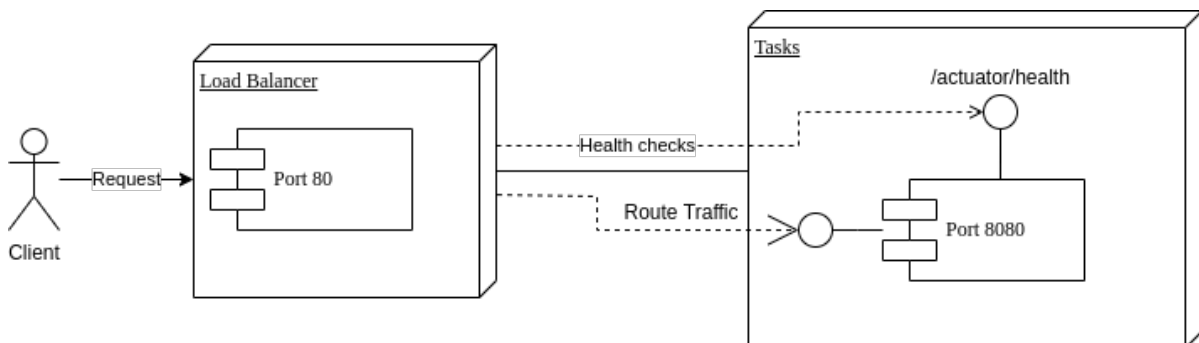 Client
Request
Load Balancer
Port 80
Health checks
Route Traffic
Tasks
/actuator/health
Port 8080